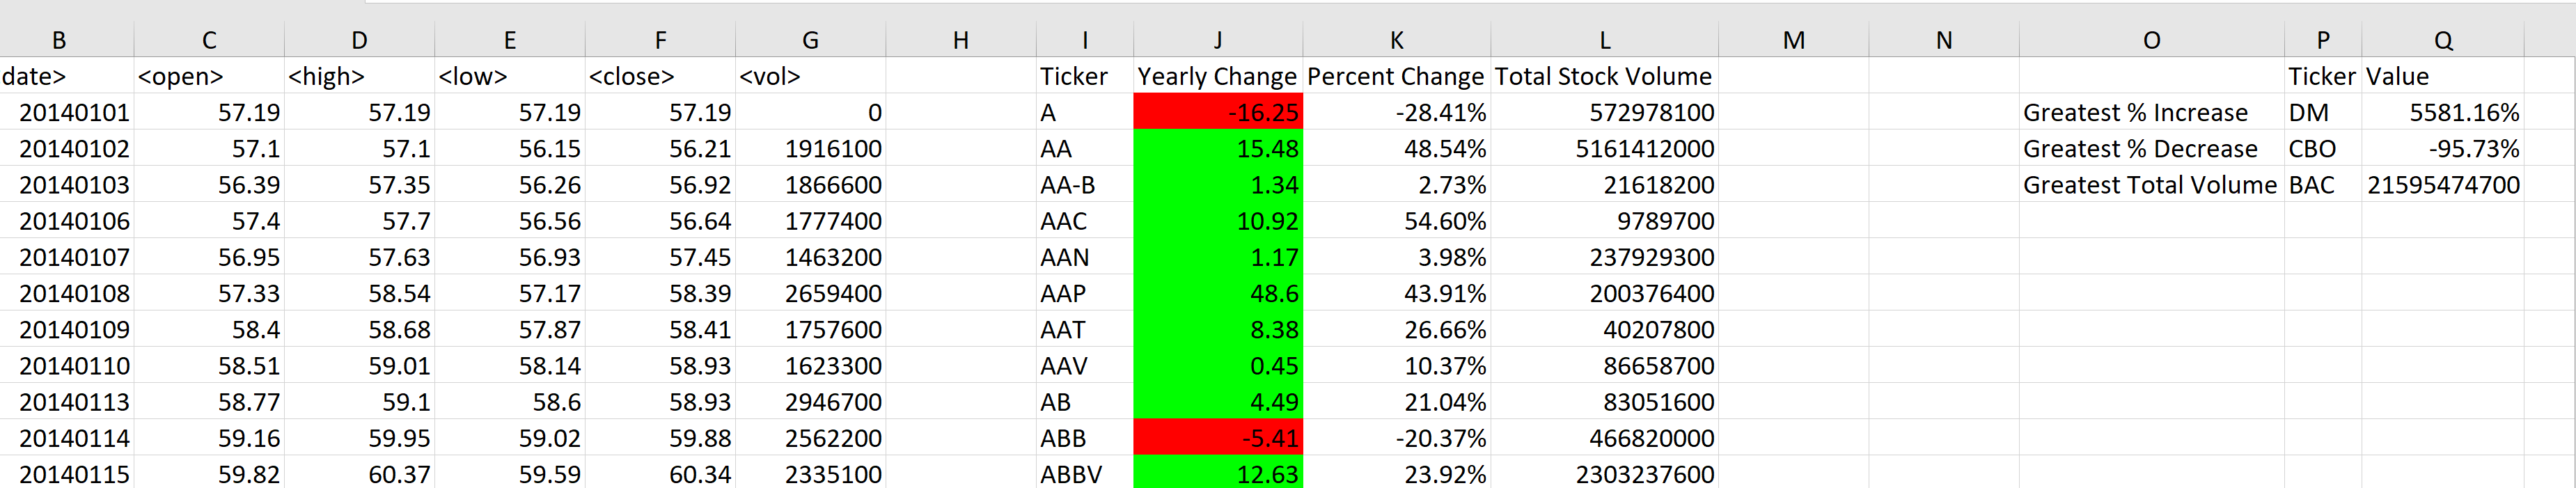 B C D E F G H I J K L M N O P Q
date> <open> <high> <low> <close> <vol> Ticker Yearly Change Percent Change Total Stock Volume Ticker Value
20140101 57.19 57.19 57.19 57.19 0 A -16.25 -28.41% 572978100 Greatest % Increase DM 5581.16%
20140102 57.1 57.1 56.15 56.21 1916100 AA 15.48 48.54% 5161412000 Greatest % Decrease CBO -95.73%
20140103 56.39 57.35 56.26 56.92 1866600 AA-B 1.34 2.73% 21618200 Greatest Total Volume BAC 21595474700
20140106 57.4 57.7 56.56 56.64 1777400 AAC 10.92 54.60% 9789700
20140107 56.95 57.63 56.93 57.45 1463200 AAN 1.17 3.98% 237929300
20140108 57.33 58.54 57.17 58.39 2659400 AAP 48.6 43.91% 200376400
20140109 58.4 58.68 57.87 58.41 1757600 AAT 8.38 26.66% 40207800
20140110 58.51 59.01 58.14 58.93 1623300 AAV 0.45 10.37% 86658700
20140113 58.77 59.1 58.6 58.93 2946700 AB 4.49 21.04% 83051600
20140114 59.16 59.95 59.02 59.88 2562200 ABB -5.41 -20.37% 466820000
20140115 59.82 60.37 59.59 60.34 2335100 ABBV 12.63 23.92% 2303237600